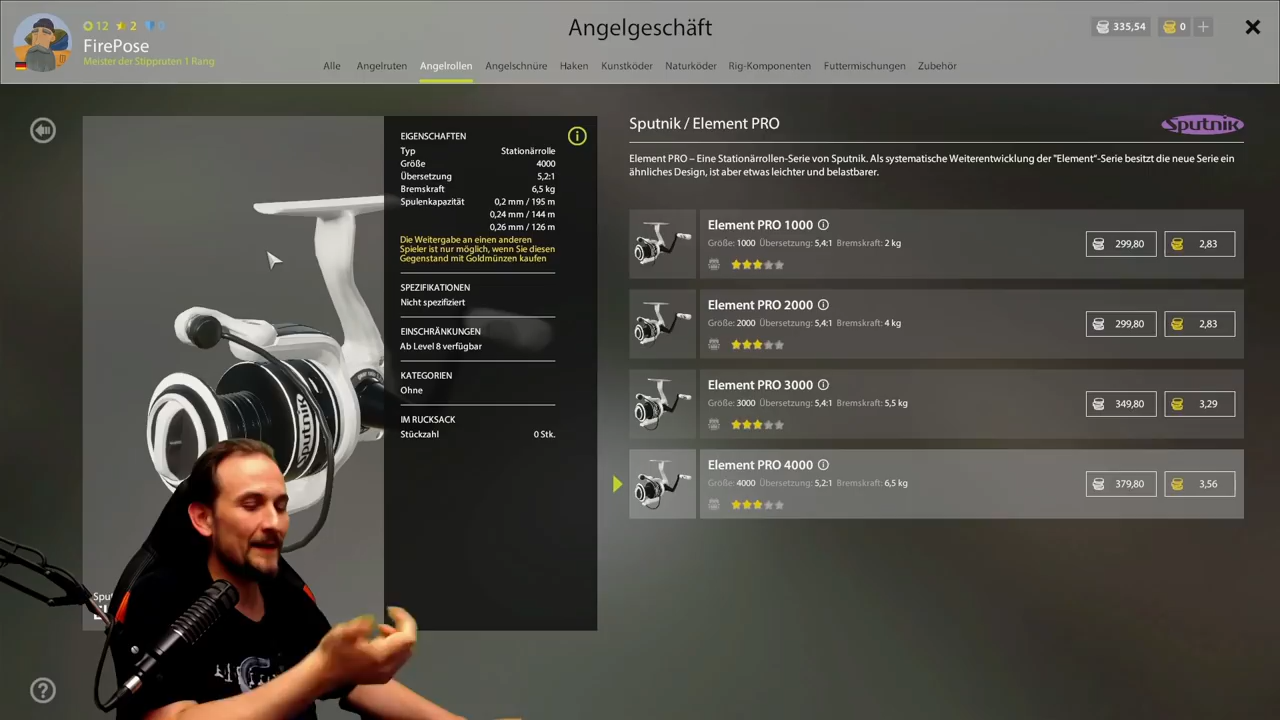 12 2 0
FirePose
Meister der Stippruten 1 Rang
Angelgeschäft
335,54 0
Alle Angelruten Angelrollen Angelschnüre Haken Kunstköder Naturköder Rig-Komponenten Futtermischungen Zubehör
EIGENSCHAFTEN
Typ Stationärrolle
Größe 4000
Übersetzung 5,2:1
Bremskraft 6,5 kg
Spulenkapazität 0,2 mm / 195 m
0,24 mm / 144 m
0,26 mm / 126 m
Die Weitergabe an einen anderen
Spieler ist nur möglich, wenn Sie diesen
Gegenstand mit Goldmünzen kaufen
SPEZIFIKATIONEN
Nicht spezifiziert
EINSCHRÄNKUNGEN
Ab Level 8 verfügbar
KATEGORIEN
Ohne
IM RUCKSACK
Stückzahl 0 Stk.
Sputnik
Sputnik / Element PRO
Sputnik
Element PRO – Eine Stationärrollen-Serie von Sputnik. Als systematische Weiterentwicklung der "Element"-Serie besitzt die neue Serie ein
ähnliches Design, ist aber etwas leichter und belastbarer.
Element PRO 1000
Größe: 1000 Übersetzung: 5,4:1 Bremskraft: 2 kg
299,80 2,83
Element PRO 2000
Größe: 2000 Übersetzung: 5,4:1 Bremskraft: 4 kg
299,80 2,83
Element PRO 3000
Größe: 3000 Übersetzung: 5,4:1 Bremskraft: 5,5 kg
349,80 3,29
Element PRO 4000
Größe: 4000 Übersetzung: 5,2:1 Bremskraft: 6,5 kg
379,80 3,56